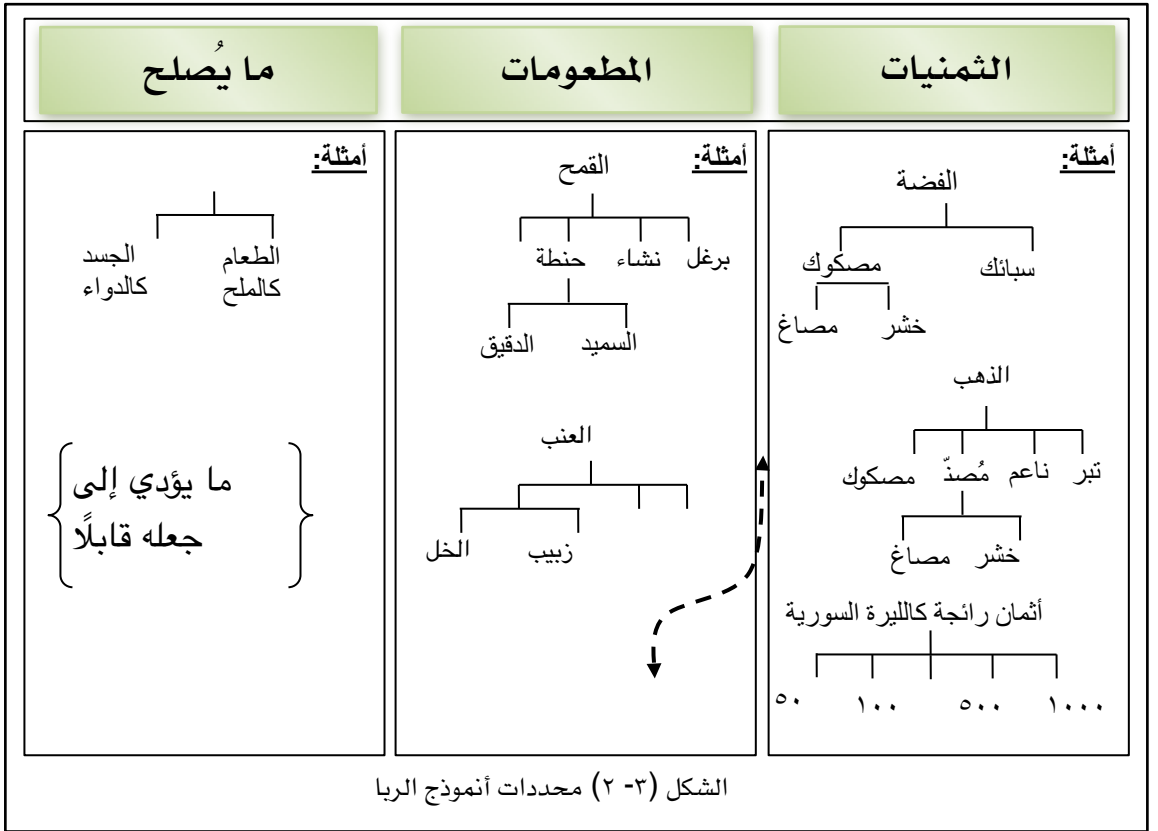 الثمنيات
المطعومات
ما يُصلح
أمثلة:
الفضة
سبائك
مصكوك
خشر
مصاغ
الذهب
تبر
ناعم
مُصنّ
مصكوك
خشر
مصاغ
أثمان رائجة كالليرة السورية
١٠٠٠
٥٠٠
١٠٠
٥٠
أمثلة:
القمح
برغل
نشاء
حنطة
السميد
الدقيق
العنب
زبيب
الخل
أمثلة:
الطعام
كالملح
الجسد
كالدواء
ما يؤدي إلى
جعله قابلًا
الشكل (٣- ٢) محددات أنموذج الربا